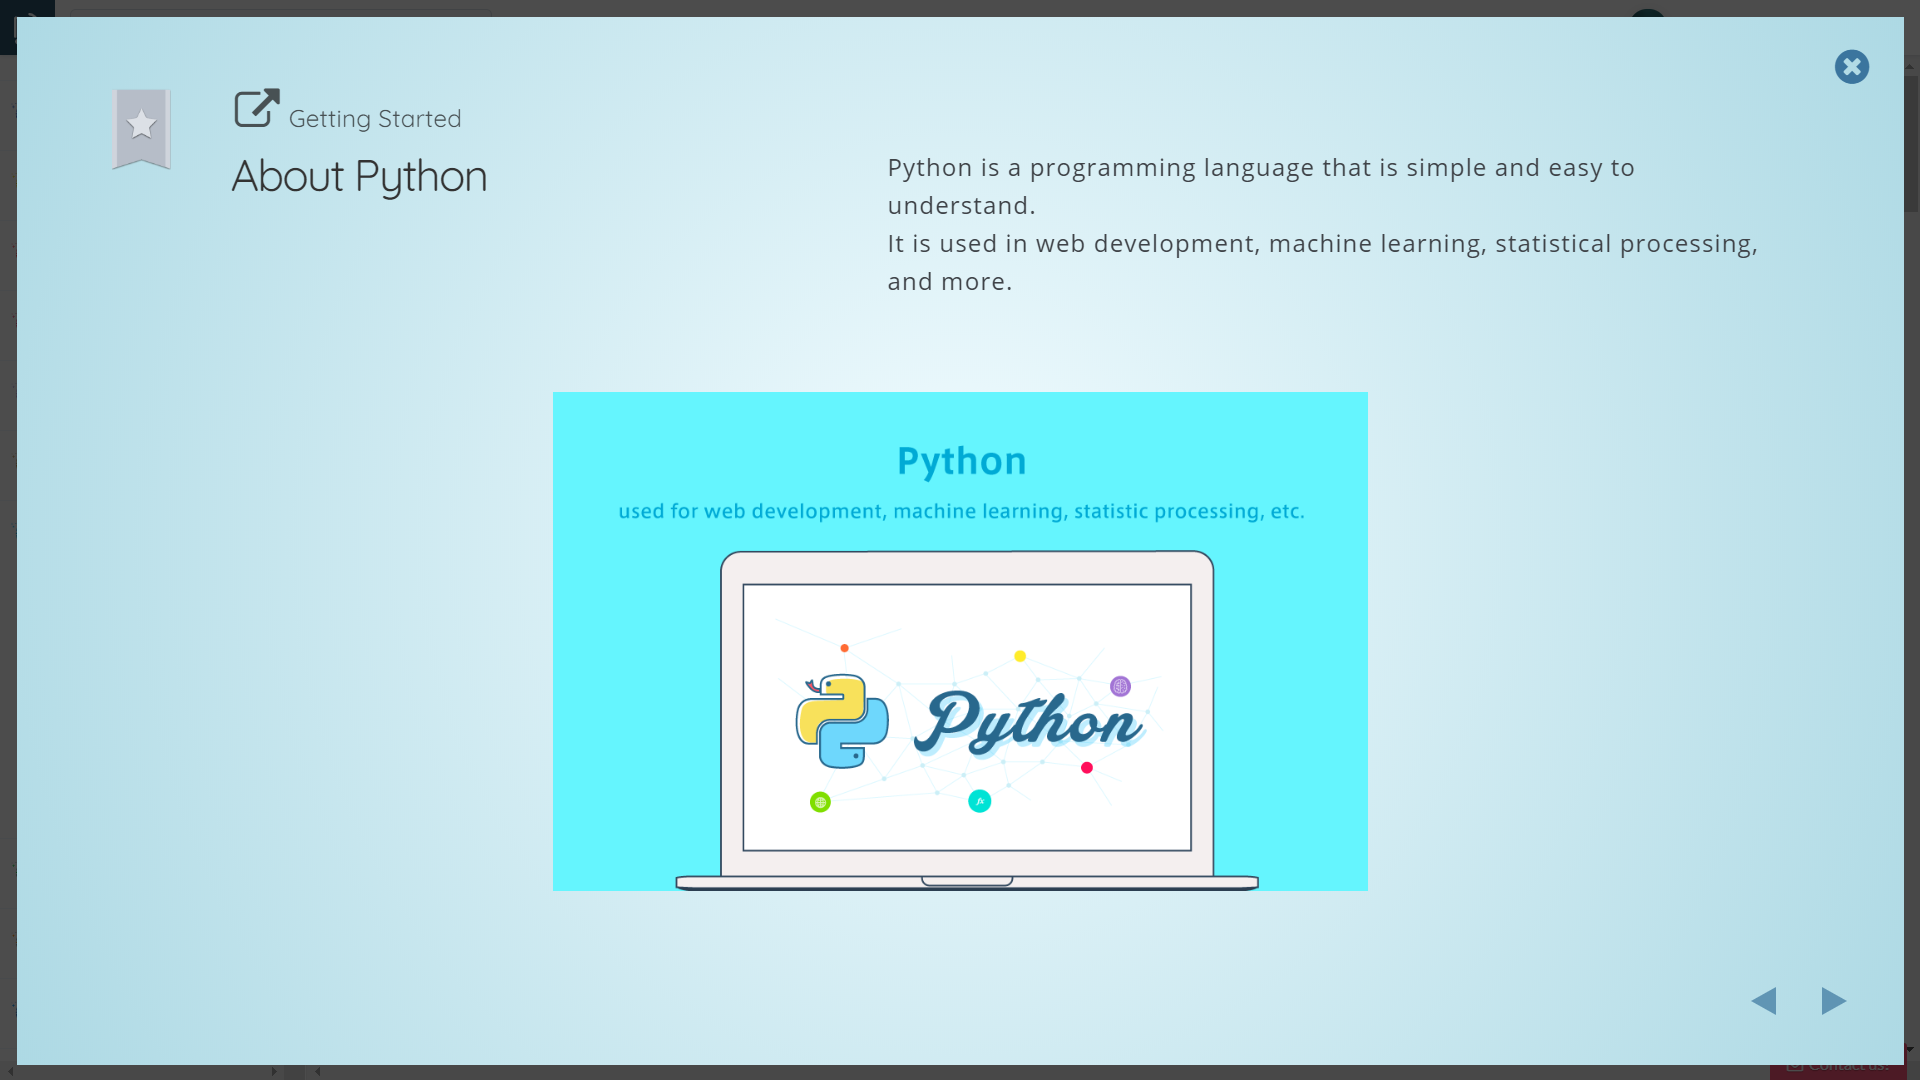 Getting Started
About Python
Python is a programming language that is simple and easy to
understand.
It is used in web development, machine learning, statistical processing,
and more.
Python
used for web development, machine learning, statistic processing, etc.
Python
Contact us!